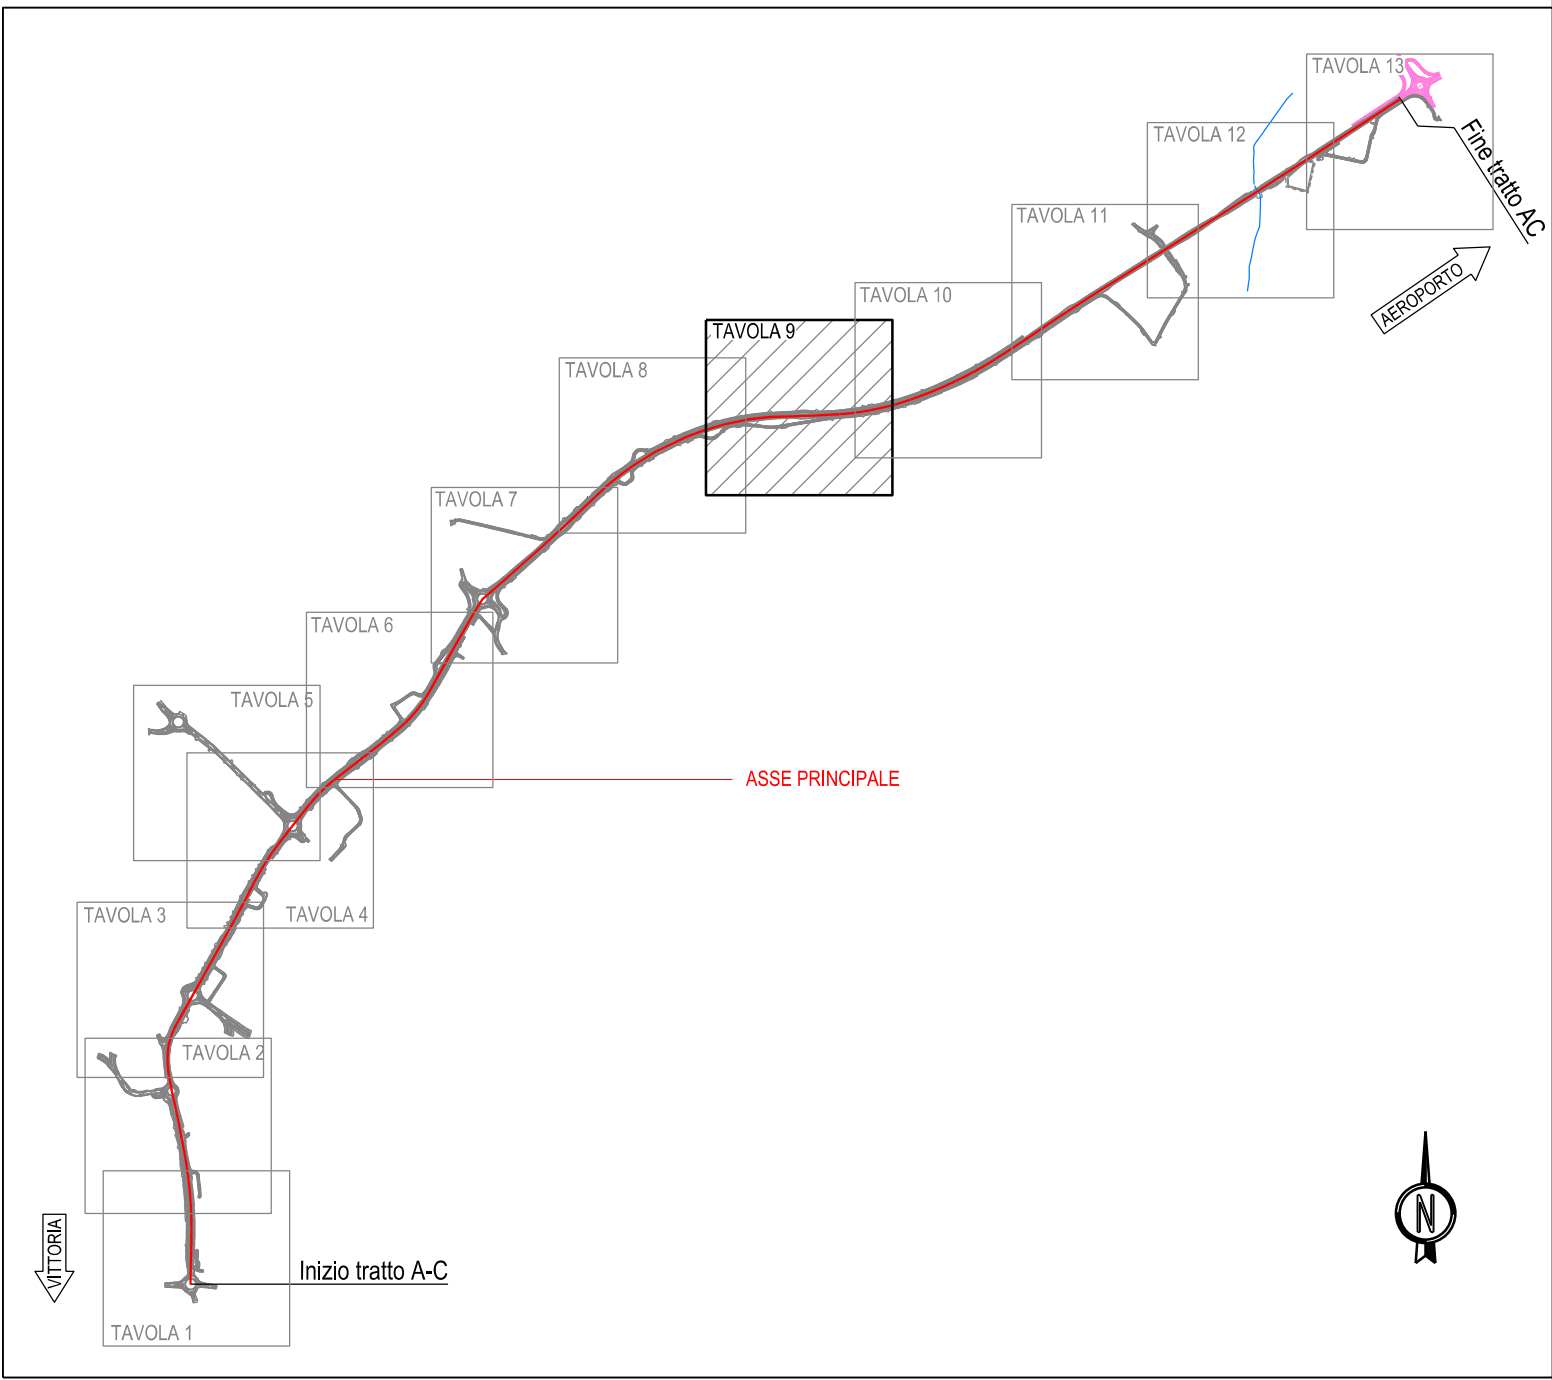 TAVOLA 13
TAVOLA 12
Fine tratto AC
TAVOLA 11
AEROPORTO
TAVOLA 10
TAVOLA 9
TAVOLA 8
TAVOLA 7
TAVOLA 6
TAVOLA 5
ASSE PRINCIPALE
TAVOLA 3
TAVOLA 4
TAVOLA 2
N
VITTORIA
Inizio tratto A-C
TAVOLA 1